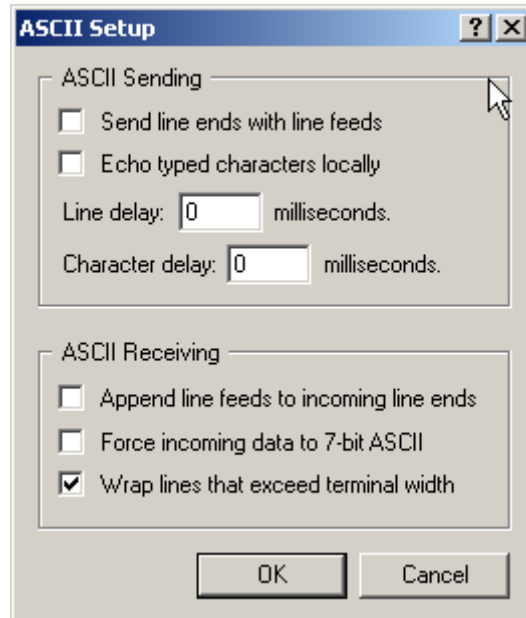 ASCII Setup
ASCII Sending
Send line ends with line feeds
Echo typed characters locally
Line delay: 0 milliseconds.
Character delay: 0 milliseconds.
ASCII Receiving
Append line feeds to incoming line ends
Force incoming data to 7-bit ASCII
Wrap lines that exceed terminal width
OK Cancel